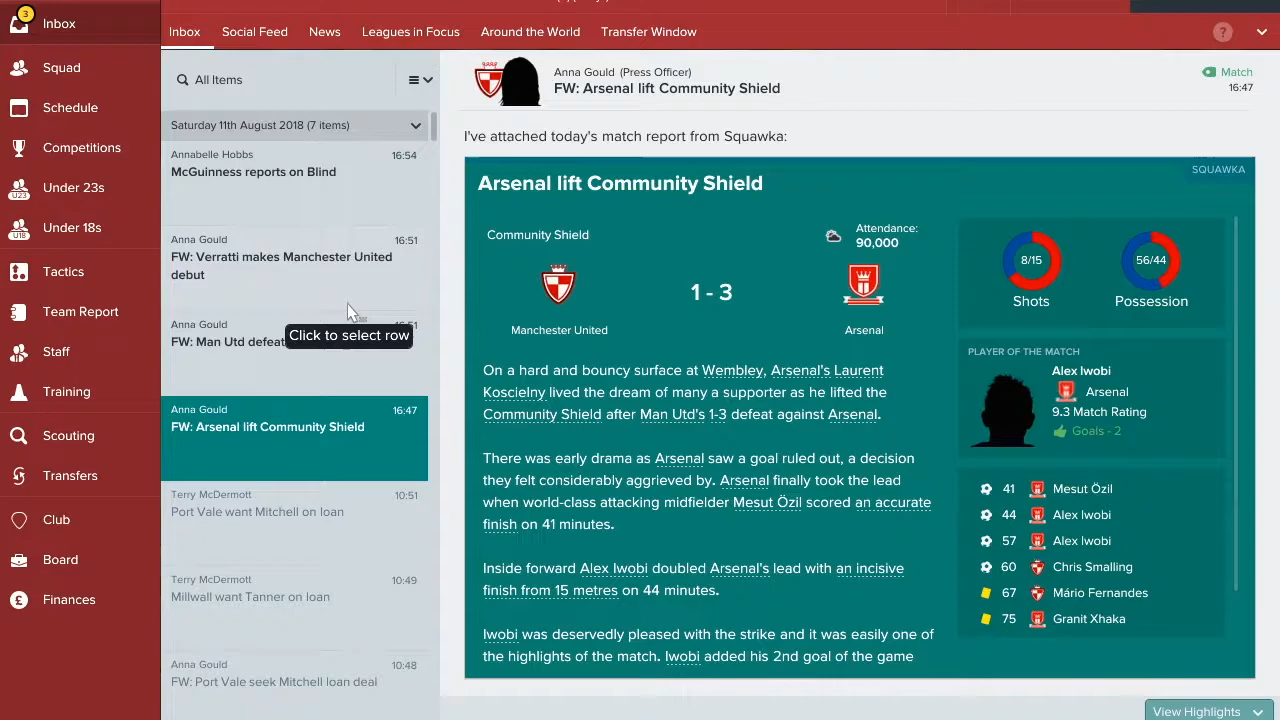 3
Inbox
Squad
Schedule
Competitions
U23
Under 23s
U18
Under 18s
Tactics
Team Report
Staff
Training
Scouting
Transfers
Club
Board
£ Finances
Inbox Social Feed News Leagues in Focus Around the World Transfer Window ?
All Items
Saturday 11th August 2018 (7 items)
Annabelle Hobbs 16:54
McGuinness reports on Blind
Anna Gould 16:51
FW: Verratti makes Manchester United
debut
Anna Gould
FW: Man Utd defeat
Click to select row
Anna Gould 16:47
FW: Arsenal lift Community Shield
Terry McDermott 10:51
Port Vale want Mitchell on loan
Terry McDermott 10:49
Millwall want Tanner on loan
Anna Gould 10:48
FW: Port Vale seek Mitchell loan deal
Anna Gould (Press Officer) Match
FW: Arsenal lift Community Shield 16:47
I've attached today's match report from Squawka:
SQUAWKA
Arsenal lift Community Shield
Community Shield
Attendance:
90,000
1 - 3
Manchester United Arsenal
On a hard and bouncy surface at Wembley, Arsenal's Laurent
Koscielny lived the dream of many a supporter as he lifted the
Community Shield after Man Utd's 1-3 defeat against Arsenal.
There was early drama as Arsenal saw a goal ruled out, a decision
they felt considerably aggrieved by. Arsenal finally took the lead
when world-class attacking midfielder Mesut Özil scored an accurate
finish on 41 minutes.
Inside forward Alex Iwobi doubled Arsenal's lead with an incisive
finish from 15 metres on 44 minutes.
Iwobi was deservedly pleased with the strike and it was easily one of
the highlights of the match. Iwobi added his 2nd goal of the game
8/15 56/44
Shots Possession
PLAYER OF THE MATCH
Alex Iwobi
Arsenal
9.3 Match Rating
Goals - 2
41 Mesut Özil
44 Alex Iwobi
57 Alex Iwobi
60 Chris Smalling
67 Mário Fernandes
75 Granit Xhaka
View Highlights